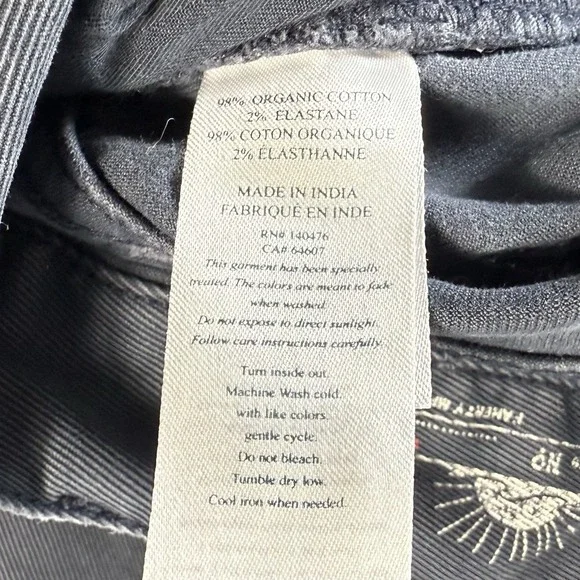 98% ORGANIC COTTON
2% ELASTANE
98% COTON ORGANIQUE
2% ÉLASTHANNE
MADE IN INDIA
FABRIQUÉ EN INDE
RN# 140476
CA# 64607
This garment has been specially
treated. The colors are meant to fade
when washed.
Do not expose to direct sunlight.
Follow care instructions carefully.
Turn inside out.
Machine Wash cold.
with like colors.
gentle cycle.
Do not bleach.
Tumble dry low.
Cool iron when needed.
Nº